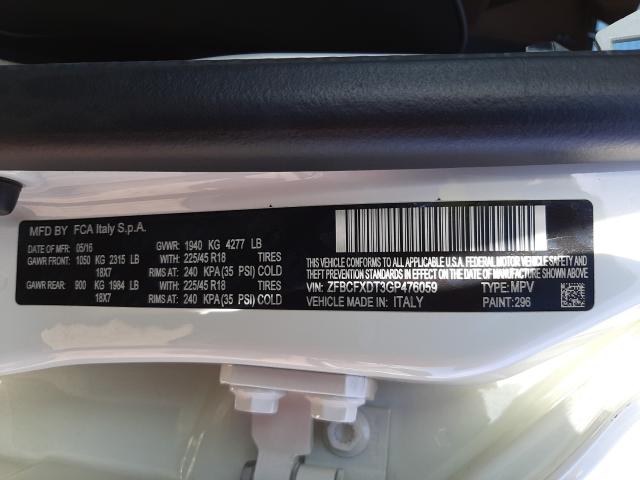 MFD BY FCA Italy S.p.A.
DATE OF MFD: 05/16 GVWR: 1940 KG 4277 LB
GAWR FRONT: 1050 KG 2315 LB WITH 225/45 R18 TIRES
18X7 RIMS AT: 240 KPA(35 PSI) COLD
GAWR REAR: 900 KG 1984 LB WITH 225/45 R18 TIRES
18X7 RIMS AT: 240 KPA(35 PSI) COLD
THIS VEHICLE CONFORMS TO ALL APPLICABLE U.S.A. FEDERAL MOTOR VEHICLE SAFETY,
BUMPER, AND THEFT PREVENTION STANDARDS IN EFFECT ON THE DATE OF MANUFACTURE SHOWN ABOVE.
VIN: ZFBCFXDT3GP476059 TYPE: MPV
VEHICLE MADE IN: ITALY PAINT: 296